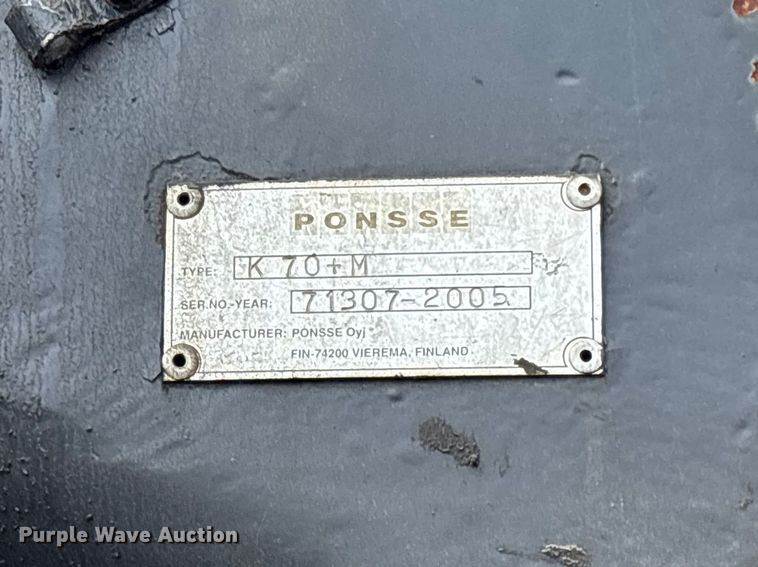 PONSSE
TYPE: K 70+M
SER.NO.-YEAR: 71307-2005
MANUFACTURER: PONSSE Oyj
FIN-74200 VIEREMA, FINLAND
Purple Wave Auction